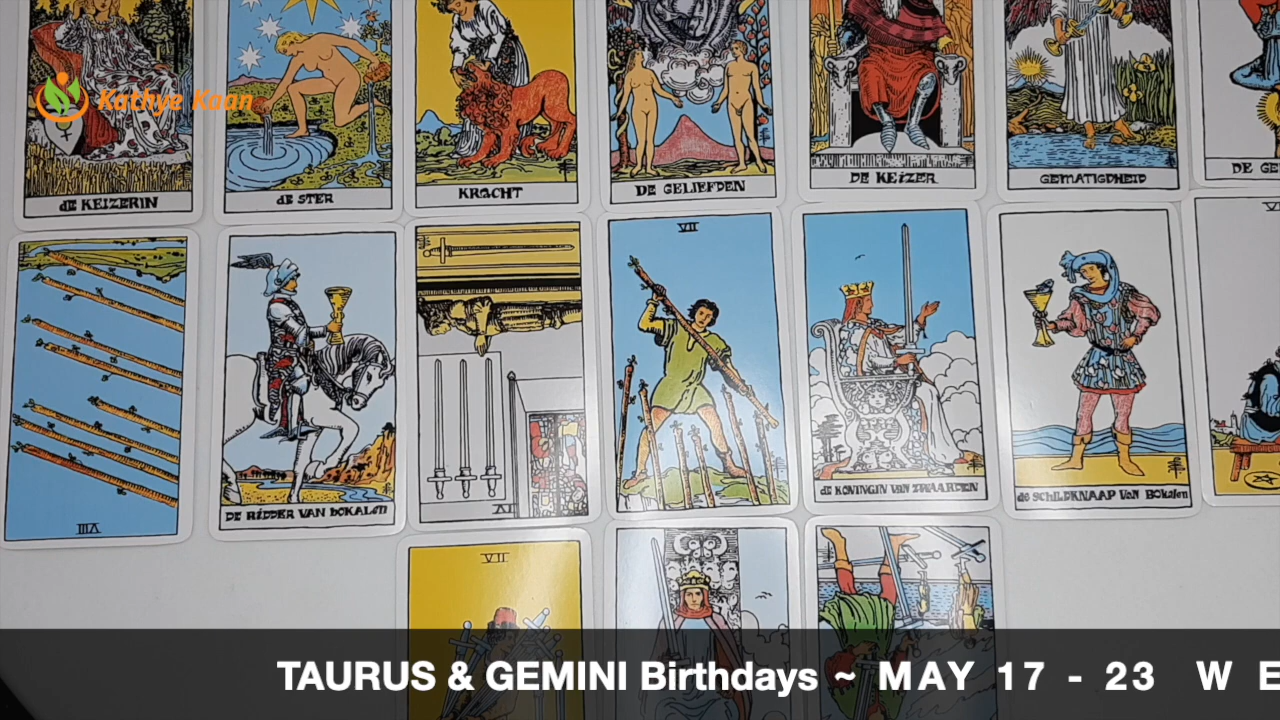 Kathye Kaan
de KEIZERIN
de STER
KRACHT
DE GELIEFDEN
DE KEIZER
GEMATIGDHEID
DE GE
VII
VIII
DE RIDDER VAN BOKALEN
IV
de KONINGIN VAN ZWAARDEN
de SCHILDKNAAP VAN BOKalen
VII
TAURUS & GEMINI Birthdays ~ MAY 17 - 23 W E